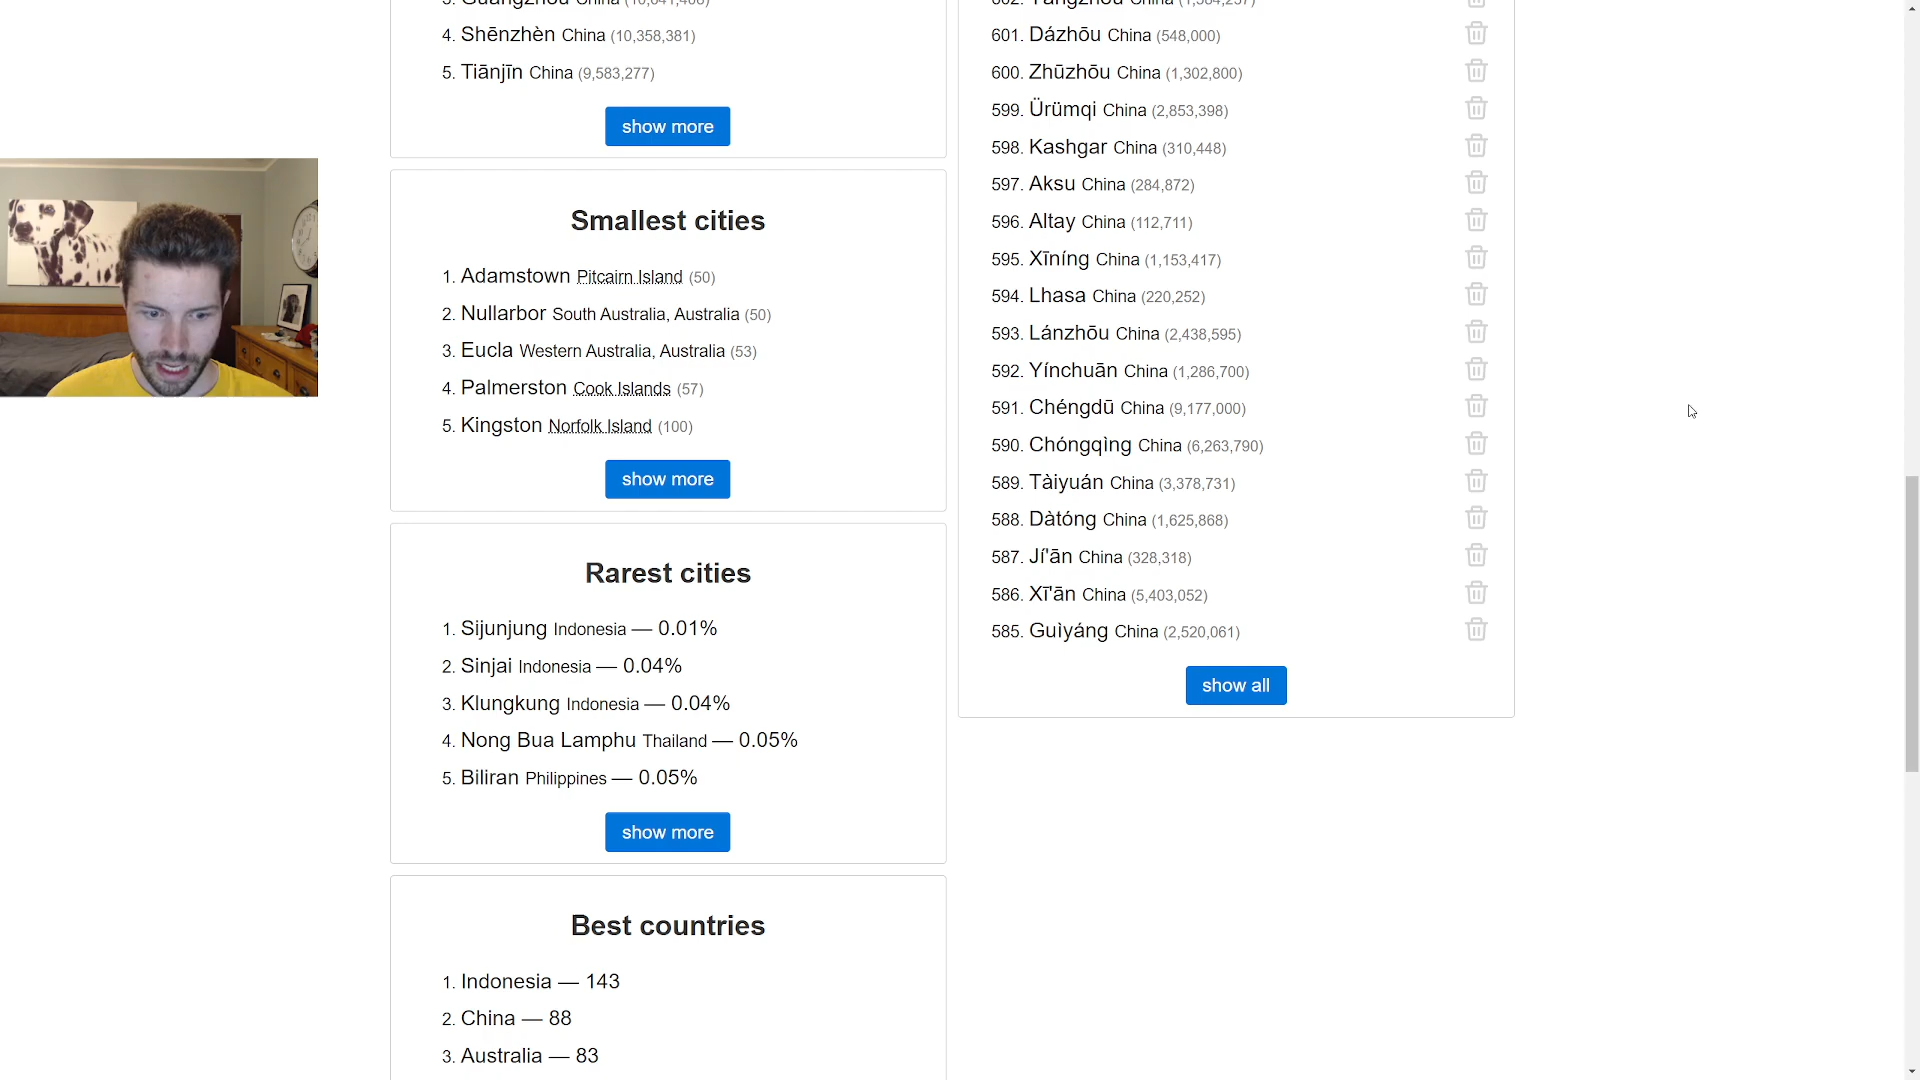 4. Shēnzhèn China (10,358,381)
5. Tiānjīn China (9,583,277)
show more
Smallest cities
1. Adamstown Pitcairn Island (50)
2. Nullarbor South Australia, Australia (50)
3. Eucla Western Australia, Australia (53)
4. Palmerston Cook Islands (57)
5. Kingston Norfolk Island (100)
show more
Rarest cities
1. Sijunjung Indonesia — 0.01%
2. Sinjai Indonesia — 0.04%
3. Klungkung Indonesia — 0.04%
4. Nong Bua Lamphu Thailand — 0.05%
5. Biliran Philippines — 0.05%
show more
Best countries
1. Indonesia — 143
2. China — 88
3. Australia — 83
601. Dázhōu China (548,000)
600. Zhūzhōu China (1,302,800)
599. Ürümqi China (2,853,398)
598. Kashgar China (310,448)
597. Aksu China (284,872)
596. Altay China (112,711)
595. Xīníng China (1,153,417)
594. Lhasa China (220,252)
593. Lánzhōu China (2,438,595)
592. Yínchuān China (1,286,700)
591. Chéngdū China (9,177,000)
590. Chóngqìng China (6,263,790)
589. Tàiyuán China (3,378,731)
588. Dàtóng China (1,625,868)
587. Jí'ān China (328,318)
586. Xī'ān China (5,403,052)
585. Guìyáng China (2,520,061)
show all